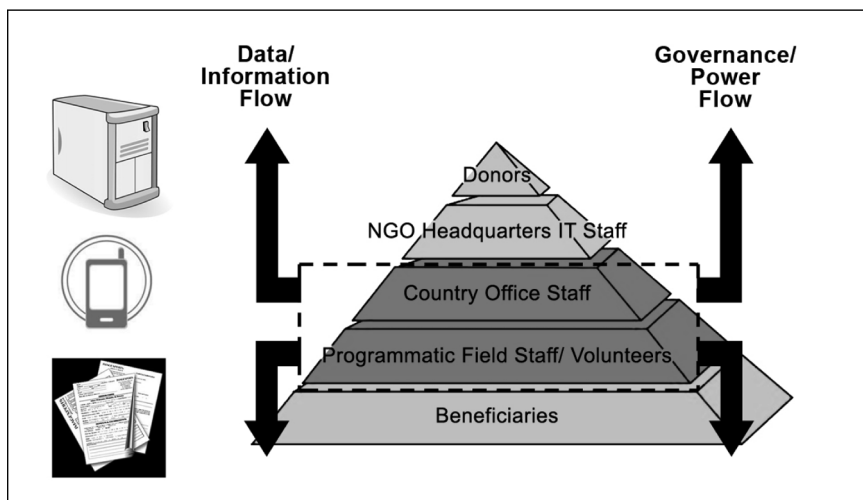 Data/
Information
Flow
Governance/
Power
Flow
Donors
NGO Headquarters IT Staff
Country Office Staff
Programmatic Field Staff/ Volunteers
Beneficiaries